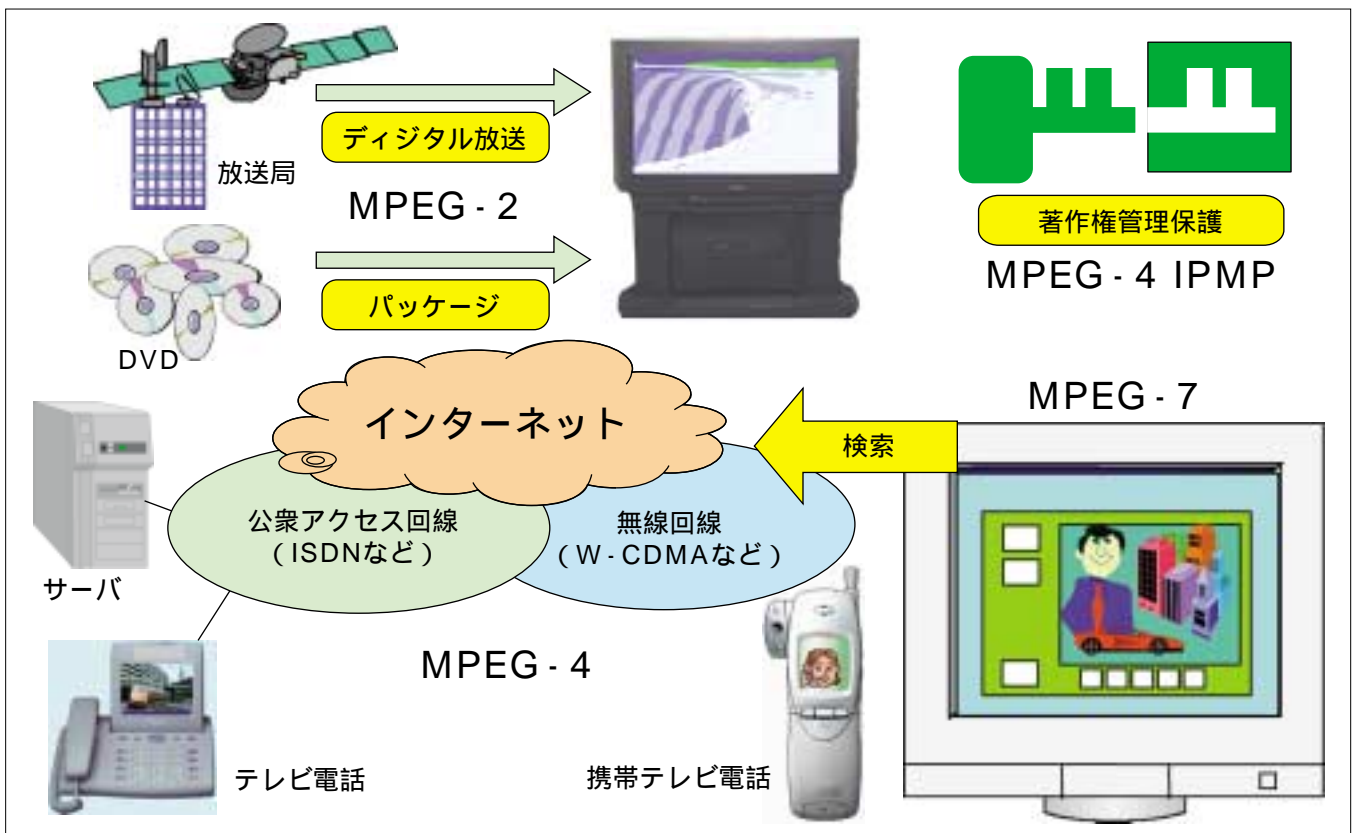 放送局
ディジタル放送
MPEG-2
DVD
パッケージ
著作権管理保護
MPEG-4 IPMP
MPEG-7
インターネット
検索
公衆アクセス回線
(ISDNなど)
無線回線
(W-CDMAなど)
サーバ
MPEG-4
テレビ電話
携帯テレビ電話